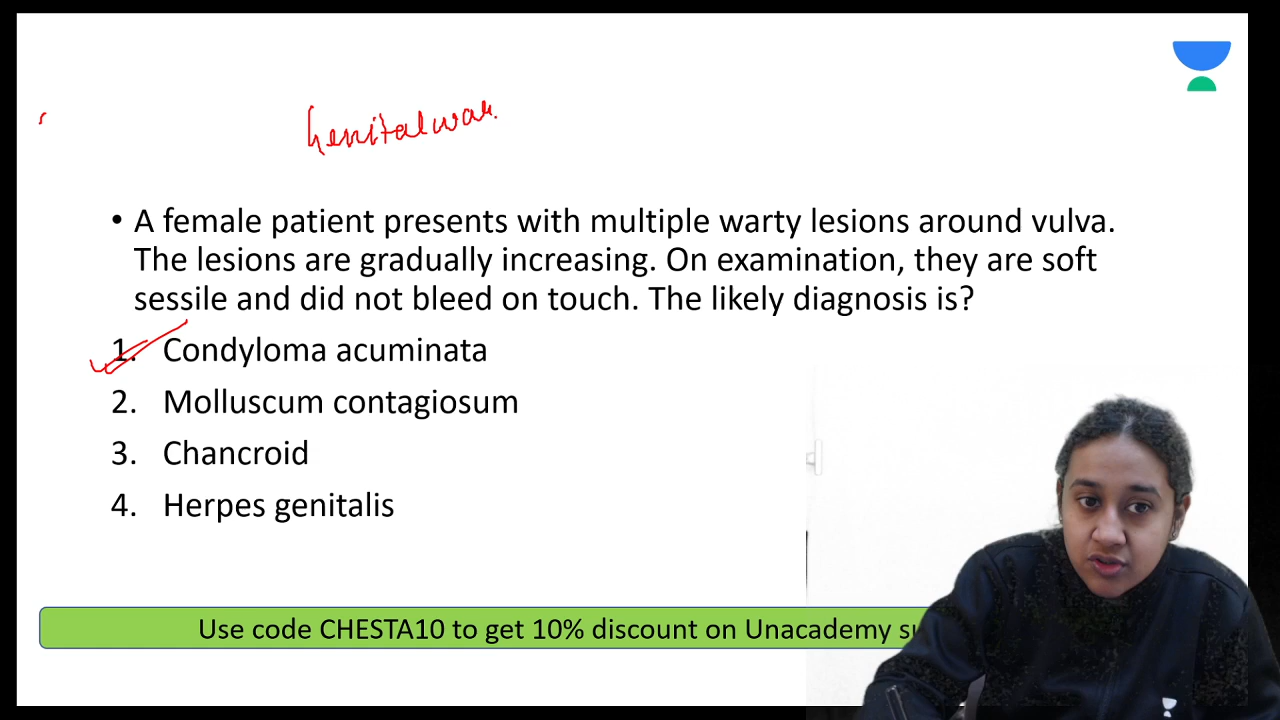 Genital war
• A female patient presents with multiple warty lesions around vulva.
The lesions are gradually increasing. On examination, they are soft
sessile and did not bleed on touch. The likely diagnosis is?
1. Condyloma acuminata
2. Molluscum contagiosum
3. Chancroid
4. Herpes genitalis
Use code CHESTA10 to get 10% discount on Unacademy